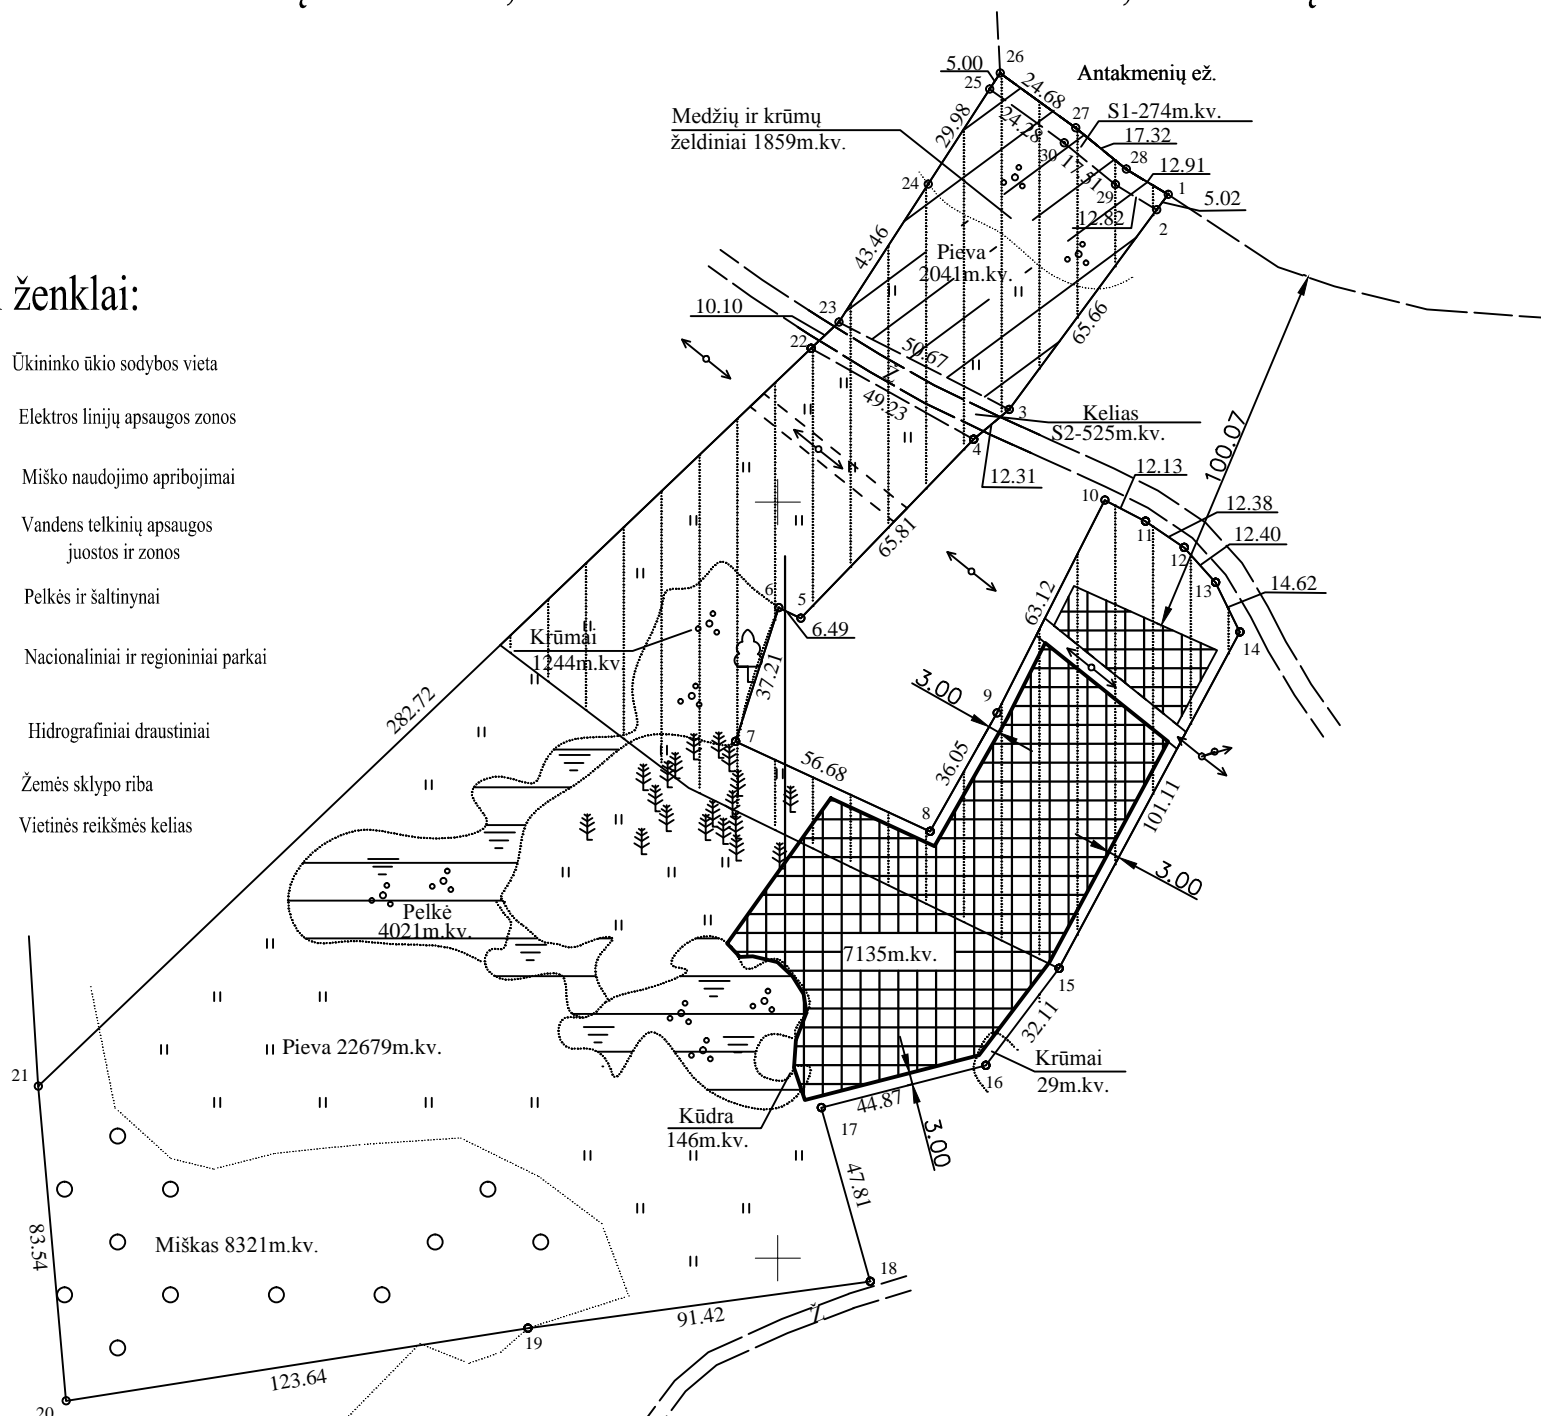 26
5.00
25
24.68
Antakmenių ež.
27
S1-274m.kv.
Medžių ir krūmų
želdiniai 1859m.kv.
29.98
24.28
17.32
28
30
12.91
17.51
24
29
1
5.02
12.82
2
43.46
Pieva
2041m.kv.
ženklai:
10.10
23
65.66
22
50.67
Ūkininko ūkio sodybos vieta
Elektros linijų apsaugos zonos
Miško naudojimo apribojimai
Vandens telkinių apsaugos
juostos ir zonos
Pelkės ir šaltinynai
Nacionaliniai ir regioniniai parkai
Hidrografiniai draustiniai
Žemės sklypo riba
Vietinės reikšmės kelias
49.23
3
Kelias
S2-525m.kv.
4
100.07
12.31
12.13
10
12.38
11
65.81
12.40
12
13
14.62
6
5
63.12
6.49
14
Krūmai
1244m.kv
37.21
3.00
9
282.72
7
56.68
36.05
8
101.11
3.00
Pelkė
4021m.kv.
7135m.kv.
15
32.11
Pieva 22679m.kv.
Krūmai
29m.kv.
21
16
44.87
Kūdra
146m.kv.
17
3.00
47.81
Miškas 8321m.kv.
83.54
18
91.42
Ž
19
123.64
20